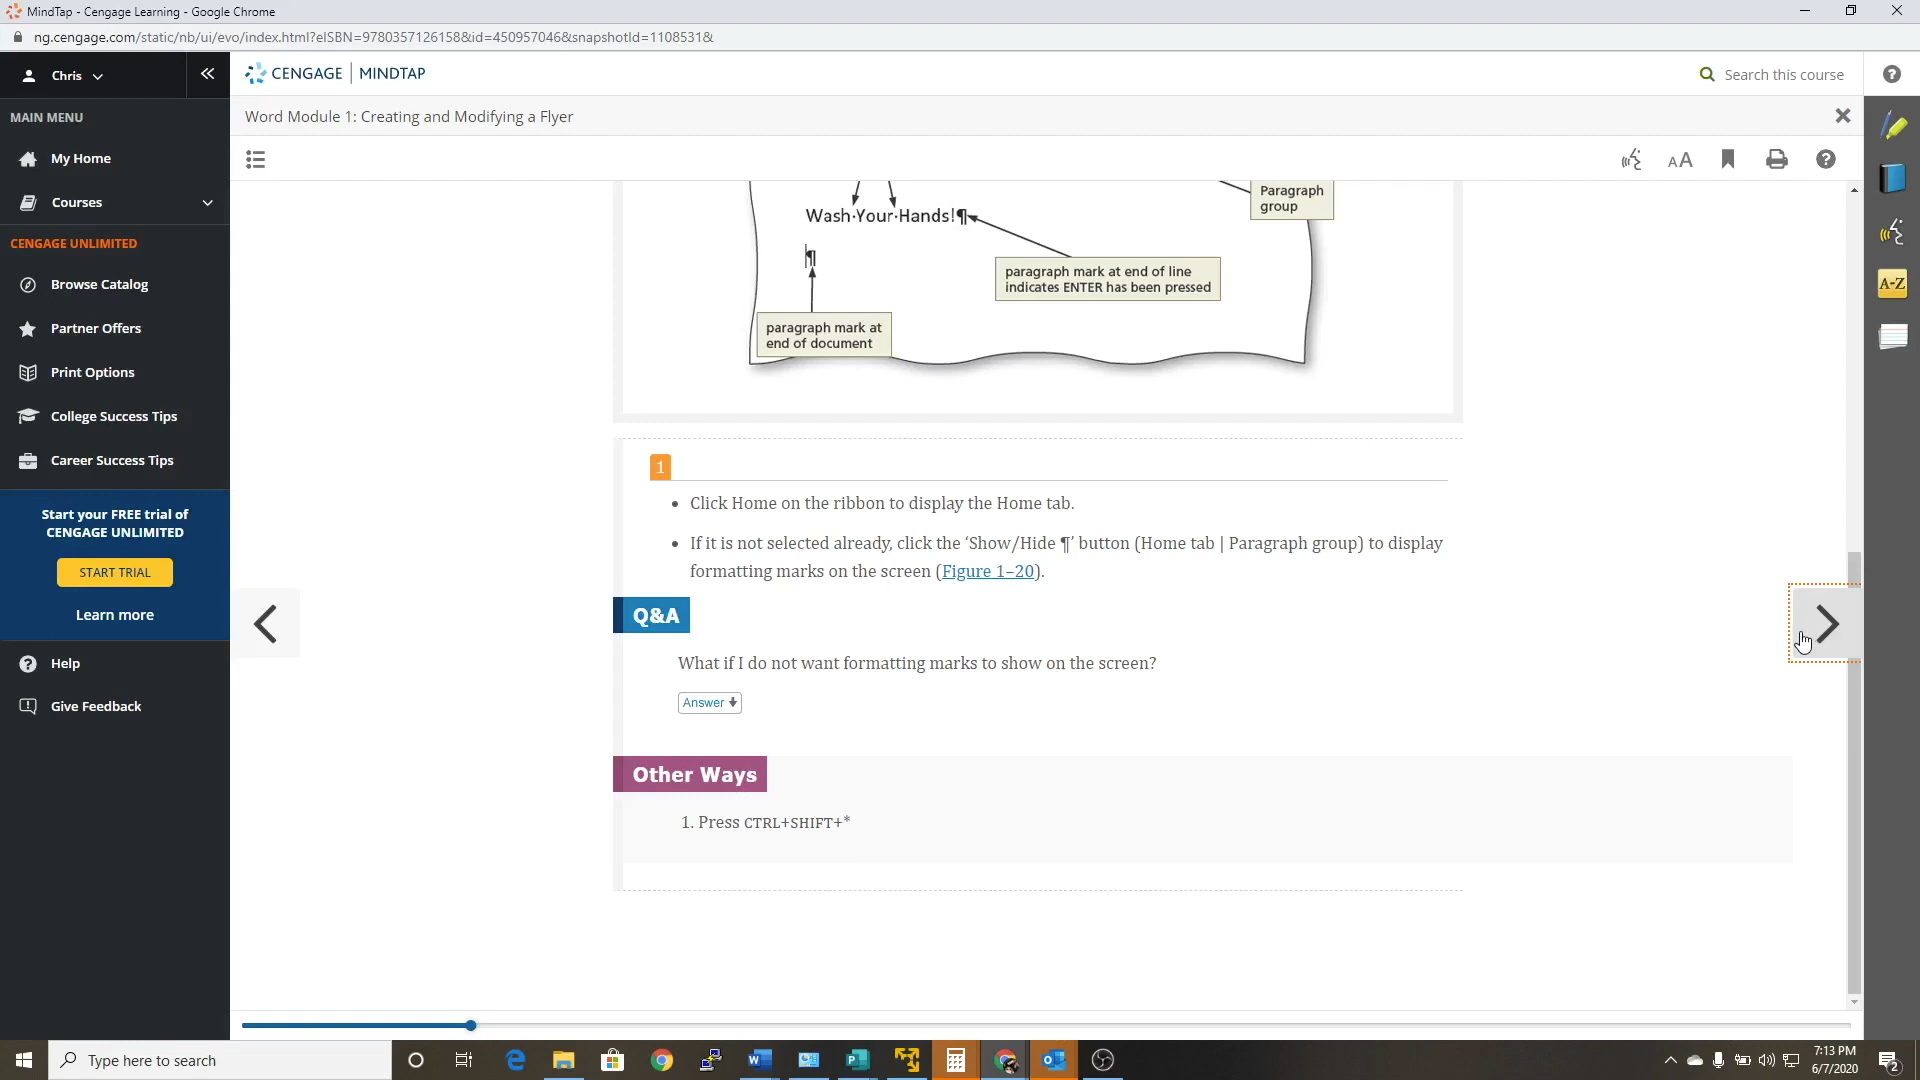 MindTap - Cengage Learning - Google Chrome
ng.cengage.com/static/nb/ui/evo/index.html?eISBN=9780357126158&id=450957046&snapshotId=1108531&
Chris
CENGAGE | MINDTAP
Search this course
MAIN MENU
Word Module 1: Creating and Modifying a Flyer
My Home
Courses
CENGAGE UNLIMITED
Browse Catalog
Partner Offers
Print Options
College Success Tips
Career Success Tips
Start your FREE trial of
CENGAGE UNLIMITED
START TRIAL
Learn more
Help
Give Feedback
AA
A-Z
Paragraph
group
Wash·Your·Hands!¶
¶
paragraph mark at end of line
indicates ENTER has been pressed
paragraph mark at
end of document
1
• Click Home on the ribbon to display the Home tab.
• If it is not selected already, click the ‘Show/Hide ¶’ button (Home tab | Paragraph group) to display
formatting marks on the screen (Figure 1–20).
Q&A
What if I do not want formatting marks to show on the screen?
Answer
Other Ways
1. Press CTRL+SHIFT+*
Type here to search
7:13 PM
6/7/2020
2